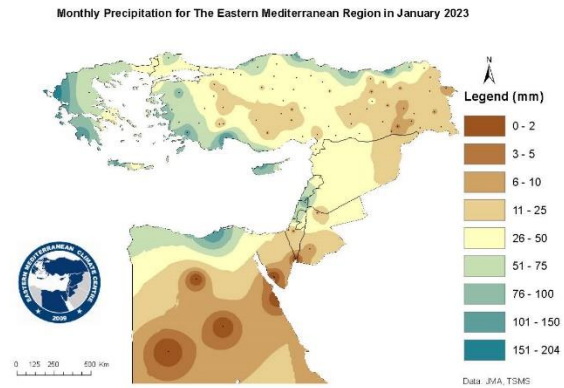 Monthly Precipitation for The Eastern Mediterranean Region in January 2023
N
Legend (mm)
0 - 2
3 - 5
6 - 10
11 - 25
26 - 50
51 - 75
76 - 100
101 - 150
151 - 204
EASTERN MEDITERRANEAN CLIMATE CENTRE
2009
0 125 250 500 Km
Data: JMA, TSMS